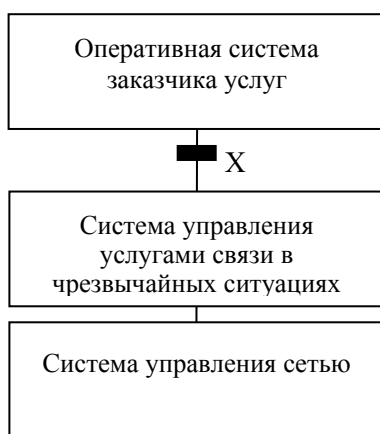 Оперативная система
заказчика услуг
X
Система управления
услугами связи в
чрезвычайных ситуациях
Система управления сетью